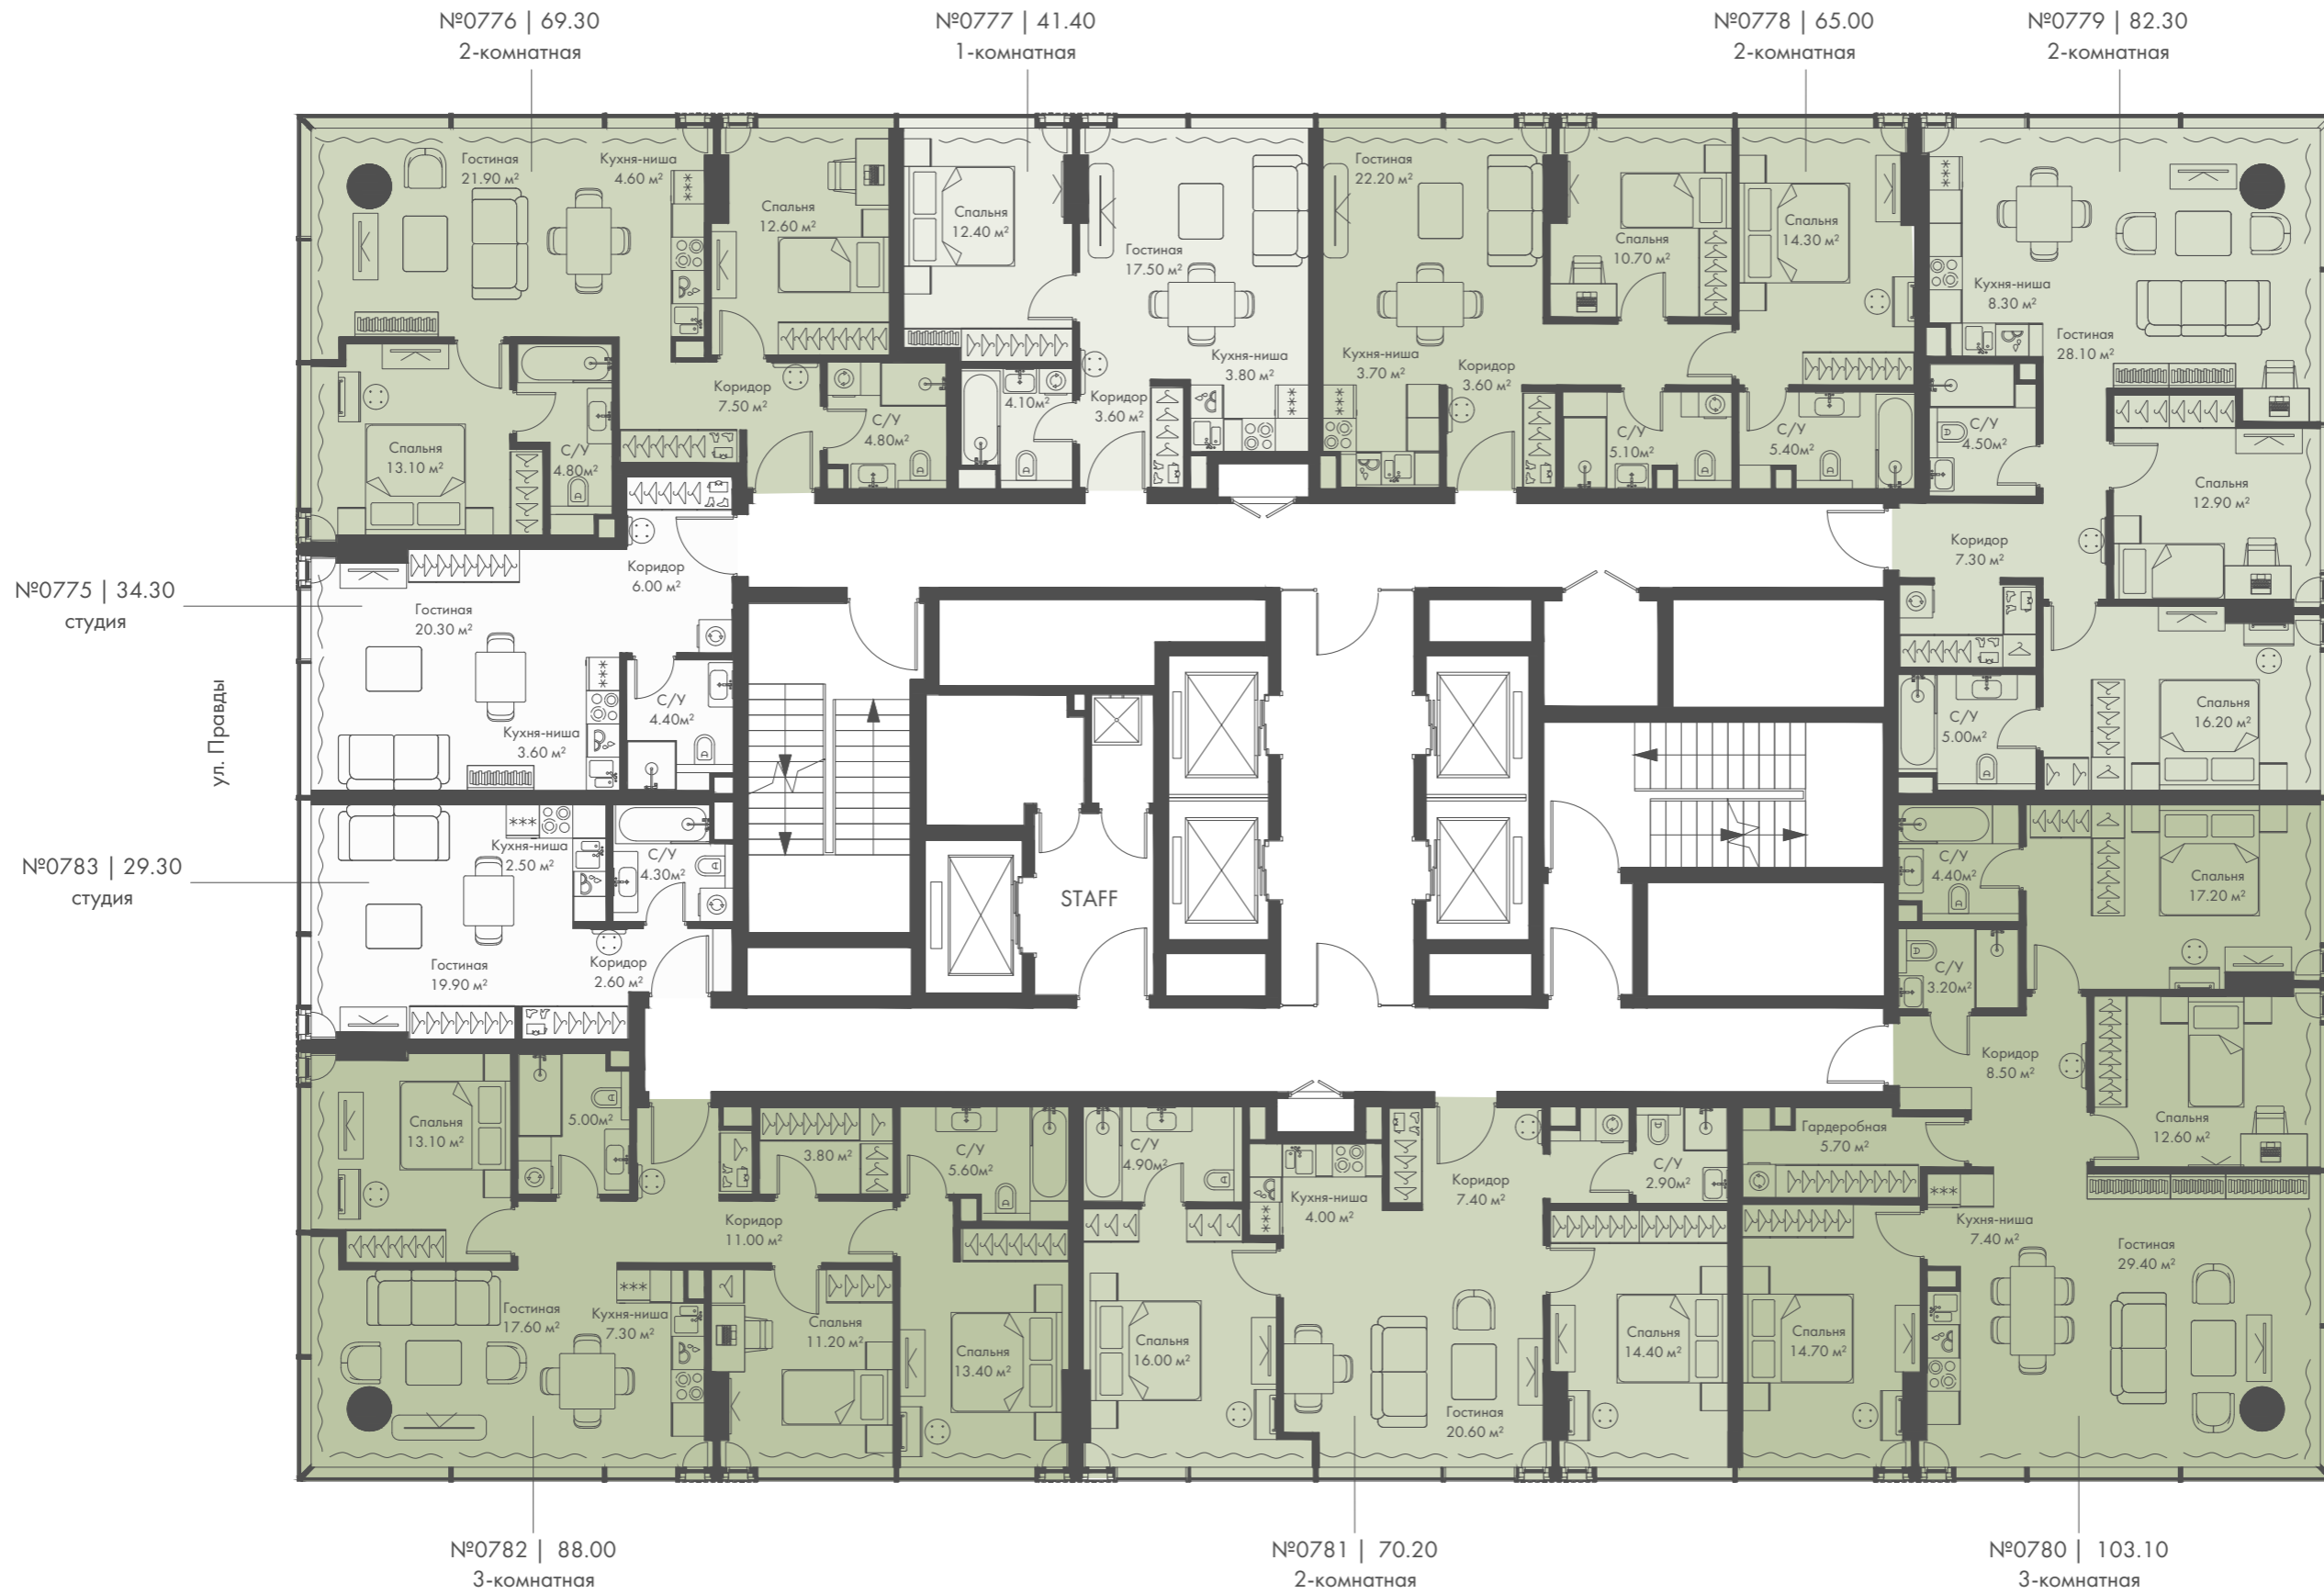 №0776 | 69.30
2-комнатная
№0777 | 41.40
1-комнатная
№0778 | 65.00
2-комнатная
№0779 | 82.30
2-комнатная
Гостиная
21.90 м²
Кухня-ниша
4.60 м²
Спальня
12.60 м²
Спальня
13.10 м²
С/У
4.80м²
Коридор
7.50 м²
С/У
4.80м²
Спальня
12.40 м²
Гостиная
17.50 м²
Кухня-ниша
3.80 м²
4.10м²
Коридор
3.60 м²
Гостиная
22.20 м²
Кухня-ниша
3.70 м²
Коридор
3.60 м²
Спальня
10.70 м²
Спальня
14.30 м²
С/У
5.10м²
С/У
5.40м²
Кухня-ниша
8.30 м²
Гостиная
28.10 м²
С/У
4.50м²
Спальня
12.90 м²
Коридор
7.30 м²
Спальня
16.20 м²
С/У
5.00м²
№0775 | 34.30
студия
Коридор
6.00 м²
Гостиная
20.30 м²
С/У
4.40м²
Кухня-ниша
3.60 м²
ул. Правды
№0783 | 29.30
студия
Кухня-ниша
2.50 м²
С/У
4.30м²
Гостиная
19.90 м²
Коридор
2.60 м²
STAFF
С/У
4.40м²
Спальня
17.20 м²
С/У
3.20м²
Коридор
8.50 м²
Спальня
12.60 м²
Гардеробная
5.70 м²
Кухня-ниша
7.40 м²
Гостиная
29.40 м²
Спальня
14.70 м²
Спальня
13.10 м²
5.00м²
3.80 м²
С/У
5.60м²
Коридор
11.00 м²
Гостиная
17.60 м²
Кухня-ниша
7.30 м²
Спальня
11.20 м²
Спальня
13.40 м²
С/У
4.90м²
Кухня-ниша
4.00 м²
Коридор
7.40 м²
С/У
2.90м²
Спальня
16.00 м²
Гостиная
20.60 м²
Спальня
14.40 м²
№0782 | 88.00
3-комнатная
№0781 | 70.20
2-комнатная
№0780 | 103.10
3-комнатная